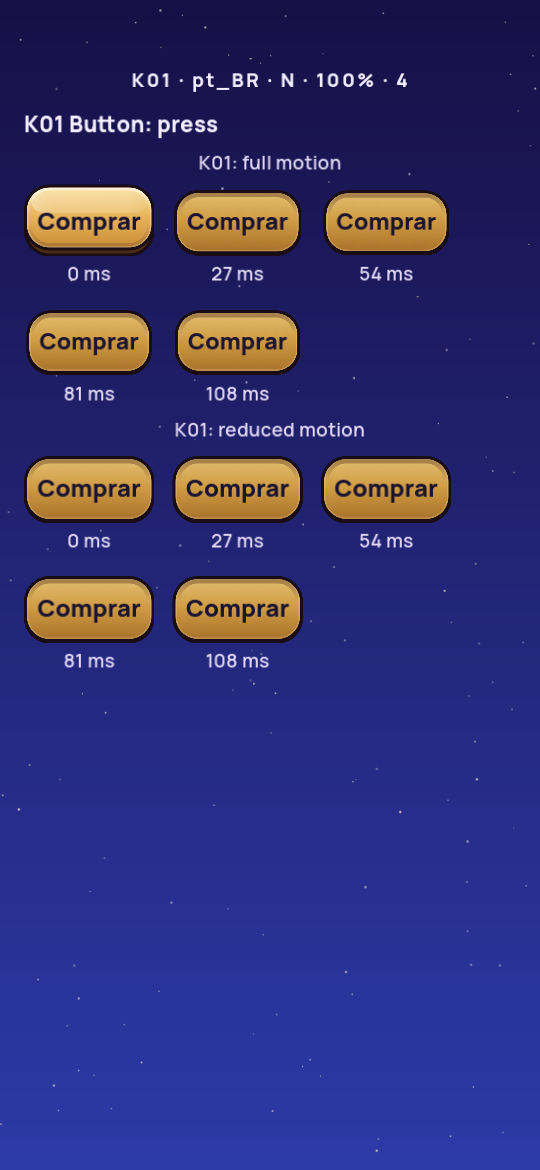 K01 · pt_BR · N · 100% · 4
K01 Button: press
K01: full motion
Comprar Comprar Comprar
0 ms 27 ms 54 ms
Comprar Comprar
81 ms 108 ms
K01: reduced motion
Comprar Comprar Comprar
0 ms 27 ms 54 ms
Comprar Comprar
81 ms 108 ms